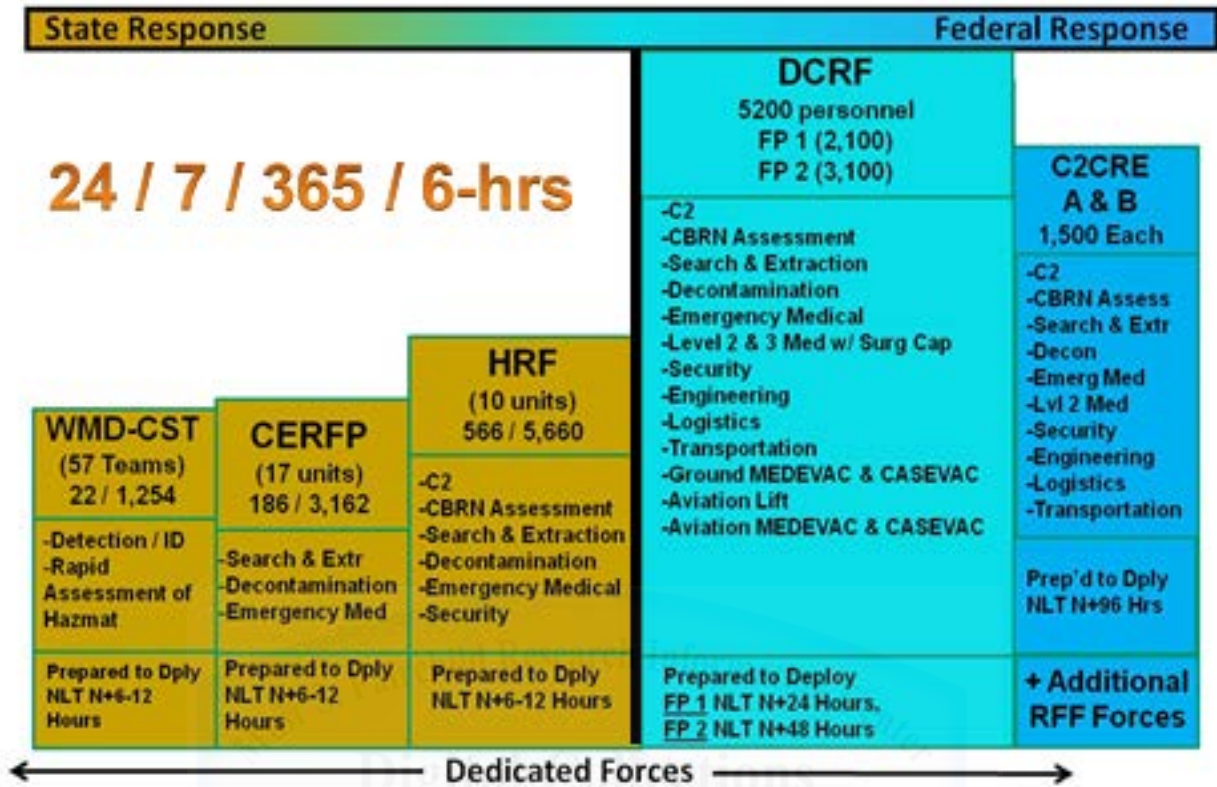 State Response
Federal Response
24 / 7 / 365 / 6-hrs
WMD-CST
(57 Teams)
22 / 1,254
-Detection / ID
-Rapid
Assessment of
Hazmat
Prepared to Dply
NLT N+6-12
Hours
CERFP
(17 units)
186 / 3,162
-Search & Extr
-Decontamination
-Emergency Med
Prepared to Dply
NLT N+6-12
Hours
HRF
(10 units)
566 / 5,660
-C2
-CBRN Assessment
-Search & Extraction
-Decontamination
-Emergency Medical
-Security
Prepared to Dply
NLT N+6-12 Hours
DCRF
5200 personnel
FP 1 (2,100)
FP 2 (3,100)
-C2
-CBRN Assessment
-Search & Extraction
-Decontamination
-Emergency Medical
-Level 2 & 3 Med w/ Surg Cap
-Security
-Engineering
-Logistics
-Transportation
-Ground MEDEVAC & CASEVAC
-Aviation Lift
-Aviation MEDEVAC & CASEVAC
Prepared to Deploy
FP 1 NLT N+24 Hours,
FP 2 NLT N+48 Hours
C2CRE
A & B
1,500 Each
-C2
-CBRN Assess
-Search & Extr
-Decon
-Emerg Med
-Lvl 2 Med
-Security
-Engineering
-Logistics
-Transportation
Prep'd to Dply
NLT N+96 Hrs
+ Additional
RFF Forces
Dedicated Forces